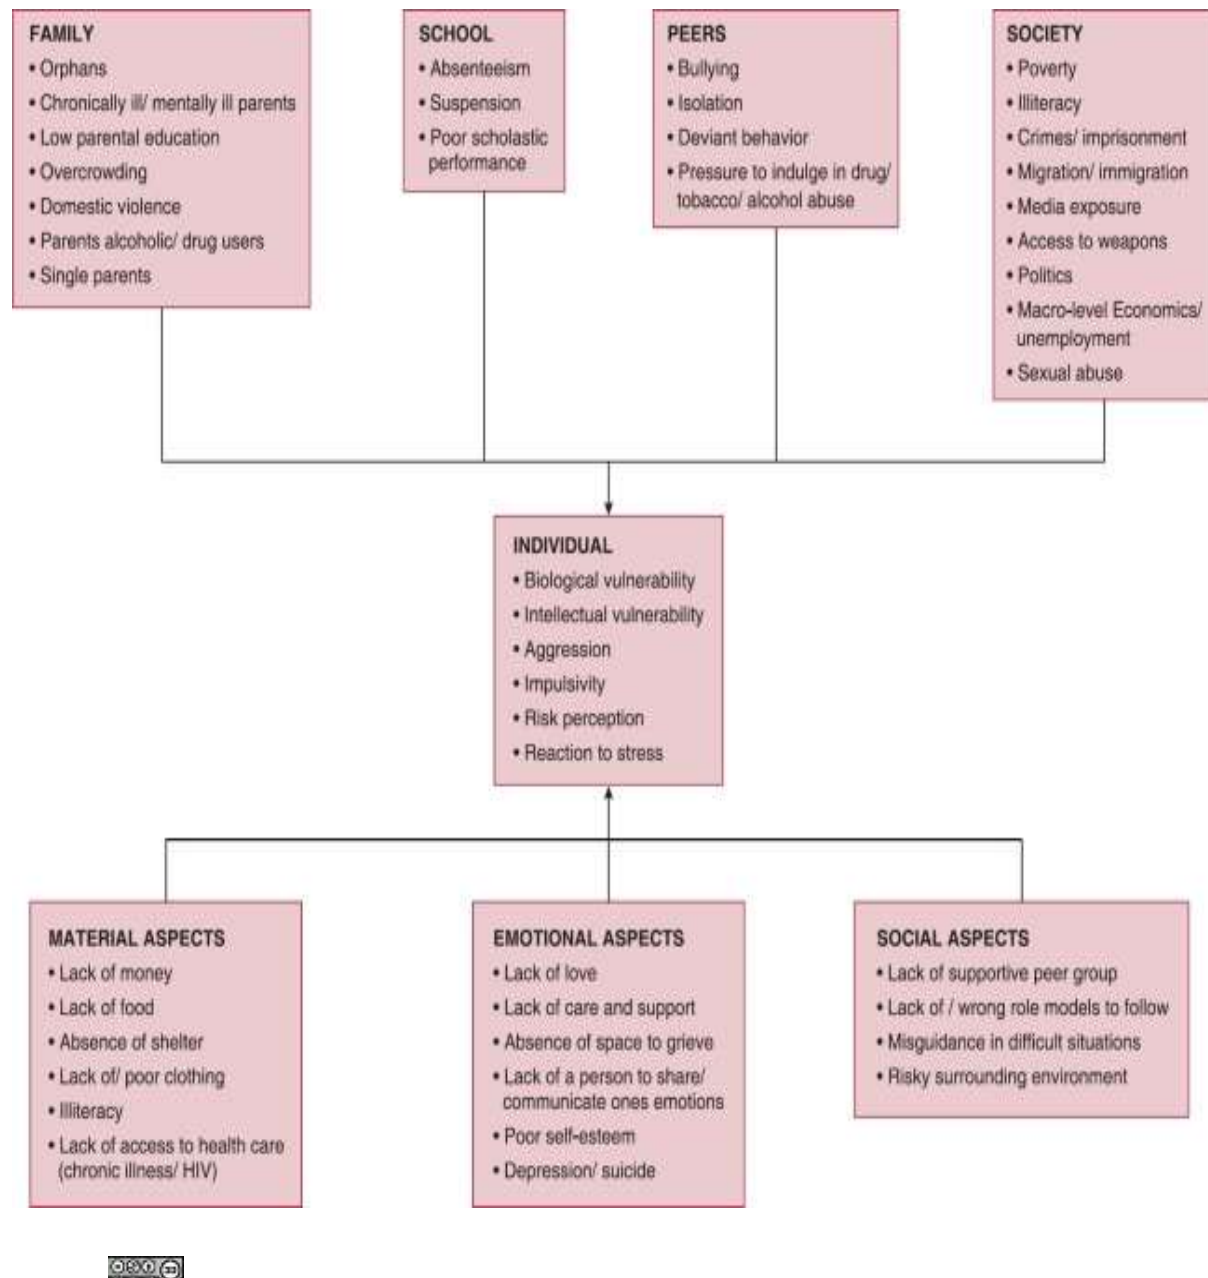 FAMILY
• Orphans
• Chronically ill/ mentally ill parents
• Low parental education
• Overcrowding
• Domestic violence
• Parents alcoholic/ drug users
• Single parents
SCHOOL
• Absenteeism
• Suspension
• Poor scholastic
performance
PEERS
• Bullying
• Isolation
• Deviant behavior
• Pressure to indulge in drug/
tobacco/ alcohol abuse
SOCIETY
• Poverty
• Illiteracy
• Crimes/ imprisonment
• Migration/ immigration
• Media exposure
• Access to weapons
• Politics
• Macro-level Economics/
unemployment
• Sexual abuse
INDIVIDUAL
• Biological vulnerability
• Intellectual vulnerability
• Aggression
• Impulsivity
• Risk perception
• Reaction to stress
MATERIAL ASPECTS
• Lack of money
• Lack of food
• Absence of shelter
• Lack of/ poor clothing
• Illiteracy
• Lack of access to health care
(chronic illness/ HIV)
EMOTIONAL ASPECTS
• Lack of love
• Lack of care and support
• Absence of space to grieve
• Lack of a person to share/
communicate ones emotions
• Poor self-esteem
• Depression/ suicide
SOCIAL ASPECTS
• Lack of supportive peer group
• Lack of / wrong role models to follow
• Misguidance in difficult situations
• Risky surrounding environment